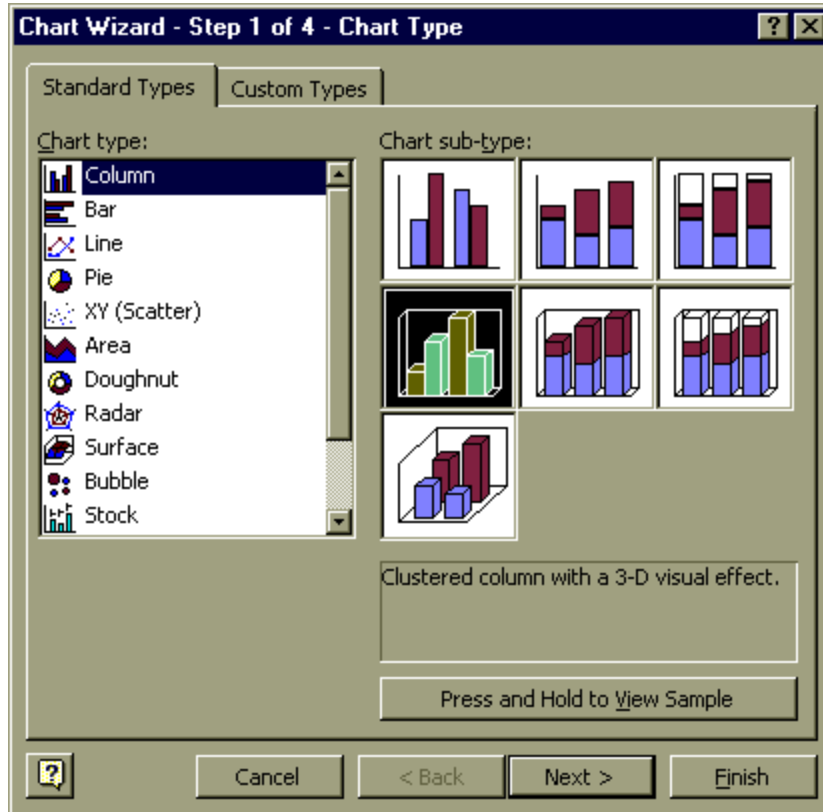 Chart Wizard - Step 1 of 4 - Chart Type
Standard Types
Custom Types
Chart type:
Column
Bar
Line
Pie
XY (Scatter)
Area
Doughnut
Radar
Surface
Bubble
Stock
Chart sub-type:
Clustered column with a 3-D visual effect.
Press and Hold to View Sample
Cancel
< Back
Next >
Finish